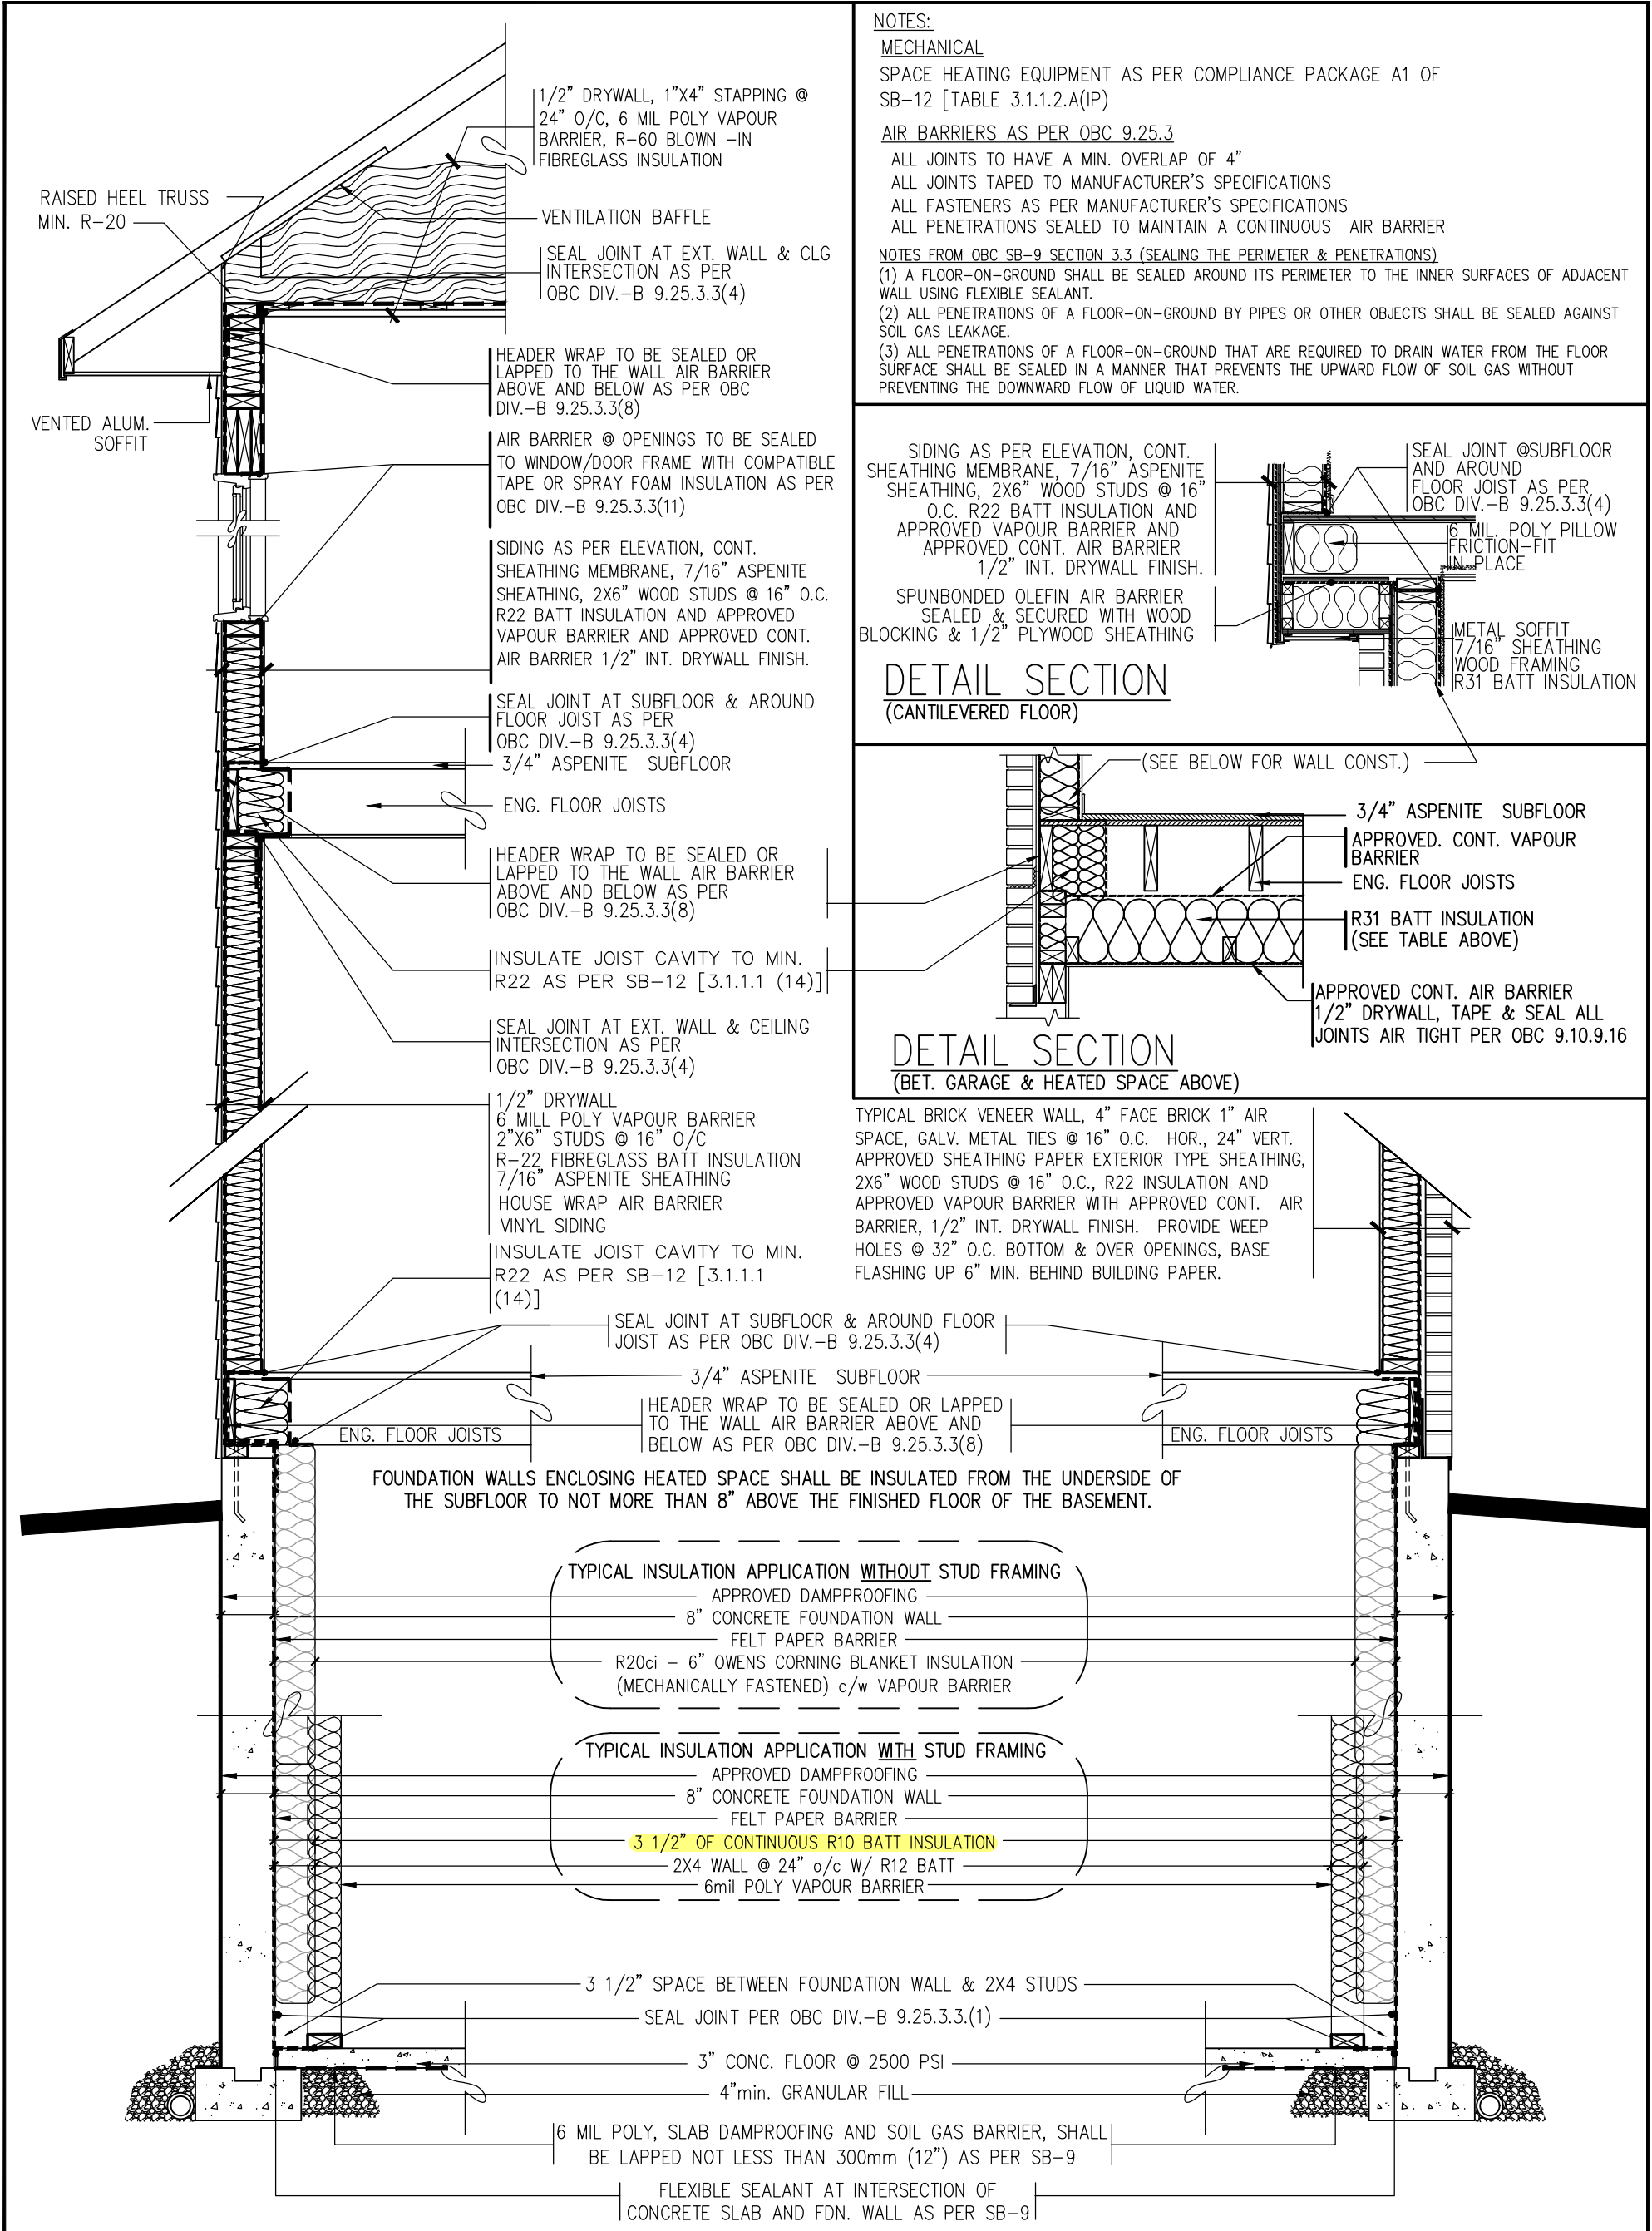 1/2" DRYWALL, 1"X4" STAPPING @
24" O/C, 6 MIL POLY VAPOUR
BARRIER, R-60 BLOWN -IN
FIBREGLASS INSULATION
RAISED HEEL TRUSS
MIN. R-20
VENTILATION BAFFLE
SEAL JOINT AT EXT. WALL & CLG
INTERSECTION AS PER
OBC DIV.-B 9.25.3.3(4)
HEADER WRAP TO BE SEALED OR
LAPPED TO THE WALL AIR BARRIER
ABOVE AND BELOW AS PER OBC
DIV.-B 9.25.3.3(8)
VENTED ALUM.
SOFFIT
AIR BARRIER @ OPENINGS TO BE SEALED
TO WINDOW/DOOR FRAME WITH COMPATIBLE
TAPE OR SPRAY FOAM INSULATION AS PER
OBC DIV.-B 9.25.3.3(11)
SIDING AS PER ELEVATION, CONT.
SHEATHING MEMBRANE, 7/16" ASPENITE
SHEATHING, 2X6" WOOD STUDS @ 16" O.C.
R22 BATT INSULATION AND APPROVED
VAPOUR BARRIER AND APPROVED CONT.
AIR BARRIER 1/2" INT. DRYWALL FINISH.
SEAL JOINT AT SUBFLOOR & AROUND
FLOOR JOIST AS PER
OBC DIV.-B 9.25.3.3(4)
3/4" ASPENITE SUBFLOOR
ENG. FLOOR JOISTS
HEADER WRAP TO BE SEALED OR
LAPPED TO THE WALL AIR BARRIER
ABOVE AND BELOW AS PER
OBC DIV.-B 9.25.3.3(8)
INSULATE JOIST CAVITY TO MIN.
R22 AS PER SB-12 [3.1.1.1 (14)]
SEAL JOINT AT EXT. WALL & CEILING
INTERSECTION AS PER
OBC DIV.-B 9.25.3.3(4)
1/2" DRYWALL
6 MILL POLY VAPOUR BARRIER
2"X6" STUDS @ 16" O/C
R-22 FIBREGLASS BATT INSULATION
7/16" ASPENITE SHEATHING
HOUSE WRAP AIR BARRIER
VINYL SIDING
INSULATE JOIST CAVITY TO MIN.
R22 AS PER SB-12 [3.1.1.1
(14)]
NOTES:
MECHANICAL
SPACE HEATING EQUIPMENT AS PER COMPLIANCE PACKAGE A1 OF
SB-12 [TABLE 3.1.1.2.A(IP)
AIR BARRIERS AS PER OBC 9.25.3
ALL JOINTS TO HAVE A MIN. OVERLAP OF 4"
ALL JOINTS TAPED TO MANUFACTURER'S SPECIFICATIONS
ALL FASTENERS AS PER MANUFACTURER'S SPECIFICATIONS
ALL PENETRATIONS SEALED TO MAINTAIN A CONTINUOUS AIR BARRIER
NOTES FROM OBC SB-9 SECTION 3.3 (SEALING THE PERIMETER & PENETRATIONS)
(1) A FLOOR-ON-GROUND SHALL BE SEALED AROUND ITS PERIMETER TO THE INNER SURFACES OF ADJACENT
WALL USING FLEXIBLE SEALANT.
(2) ALL PENETRATIONS OF A FLOOR-ON-GROUND BY PIPES OR OTHER OBJECTS SHALL BE SEALED AGAINST
SOIL GAS LEAKAGE.
(3) ALL PENETRATIONS OF A FLOOR-ON-GROUND THAT ARE REQUIRED TO DRAIN WATER FROM THE FLOOR
SURFACE SHALL BE SEALED IN A MANNER THAT PREVENTS THE UPWARD FLOW OF SOIL GAS WITHOUT
PREVENTING THE DOWNWARD FLOW OF LIQUID WATER.
SIDING AS PER ELEVATION, CONT.
SHEATHING MEMBRANE, 7/16" ASPENITE
SHEATHING, 2X6" WOOD STUDS @ 16"
O.C. R22 BATT INSULATION AND
APPROVED VAPOUR BARRIER AND
APPROVED CONT. AIR BARRIER
1/2" INT. DRYWALL FINISH.
SPUNBONDED OLEFIN AIR BARRIER
SEALED & SECURED WITH WOOD
BLOCKING & 1/2" PLYWOOD SHEATHING
SEAL JOINT @SUBFLOOR
AND AROUND
FLOOR JOIST AS PER
OBC DIV.-B 9.25.3.3(4)
6 MIL. POLY PILLOW
FRICTION-FIT
IN PLACE
METAL SOFFIT
7/16" SHEATHING
WOOD FRAMING
R31 BATT INSULATION
DETAIL SECTION
(CANTILEVERED FLOOR)
(SEE BELOW FOR WALL CONST.)
3/4" ASPENITE SUBFLOOR
APPROVED. CONT. VAPOUR
BARRIER
ENG. FLOOR JOISTS
R31 BATT INSULATION
(SEE TABLE ABOVE)
APPROVED CONT. AIR BARRIER
1/2" DRYWALL, TAPE & SEAL ALL
JOINTS AIR TIGHT PER OBC 9.10.9.16
DETAIL SECTION
(BET. GARAGE & HEATED SPACE ABOVE)
TYPICAL BRICK VENEER WALL, 4" FACE BRICK 1" AIR
SPACE, GALV. METAL TIES @ 16" O.C. HOR., 24" VERT.
APPROVED SHEATHING PAPER EXTERIOR TYPE SHEATHING,
2X6" WOOD STUDS @ 16" O.C., R22 INSULATION AND
APPROVED VAPOUR BARRIER WITH APPROVED CONT. AIR
BARRIER, 1/2" INT. DRYWALL FINISH. PROVIDE WEEP
HOLES @ 32" O.C. BOTTOM & OVER OPENINGS, BASE
FLASHING UP 6" MIN. BEHIND BUILDING PAPER.
SEAL JOINT AT SUBFLOOR & AROUND FLOOR
JOIST AS PER OBC DIV.-B 9.25.3.3(4)
3/4" ASPENITE SUBFLOOR
HEADER WRAP TO BE SEALED OR LAPPED
TO THE WALL AIR BARRIER ABOVE AND
BELOW AS PER OBC DIV.-B 9.25.3.3(8)
ENG. FLOOR JOISTS
ENG. FLOOR JOISTS
FOUNDATION WALLS ENCLOSING HEATED SPACE SHALL BE INSULATED FROM THE UNDERSIDE OF
THE SUBFLOOR TO NOT MORE THAN 8" ABOVE THE FINISHED FLOOR OF THE BASEMENT.
TYPICAL INSULATION APPLICATION WITHOUT STUD FRAMING
APPROVED DAMPPROOFING
8" CONCRETE FOUNDATION WALL
FELT PAPER BARRIER
R20ci - 6" OWENS CORNING BLANKET INSULATION
(MECHANICALLY FASTENED) c/w VAPOUR BARRIER
TYPICAL INSULATION APPLICATION WITH STUD FRAMING
APPROVED DAMPPROOFING
8" CONCRETE FOUNDATION WALL
FELT PAPER BARRIER
3 1/2" OF CONTINUOUS R10 BATT INSULATION
2X4 WALL @ 24" o/c W/ R12 BATT
6mil POLY VAPOUR BARRIER
3 1/2" SPACE BETWEEN FOUNDATION WALL & 2X4 STUDS
SEAL JOINT PER OBC DIV.-B 9.25.3.3.(1)
3" CONC. FLOOR @ 2500 PSI
4"min. GRANULAR FILL
6 MIL POLY, SLAB DAMPROOFING AND SOIL GAS BARRIER, SHALL
BE LAPPED NOT LESS THAN 300mm (12") AS PER SB-9
FLEXIBLE SEALANT AT INTERSECTION OF
CONCRETE SLAB AND FDN. WALL AS PER SB-9